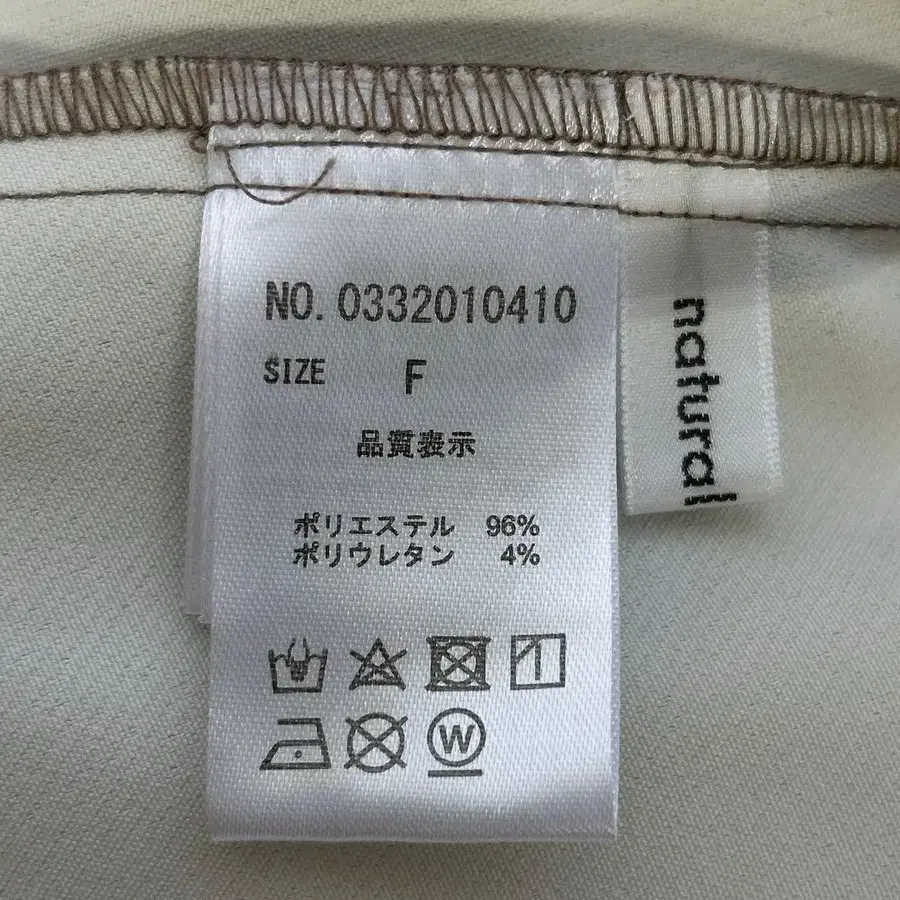 NO. 0332010410
SIZE F
品質表示
ポリエステル 96%
ポリウレタン 4%
W
natural